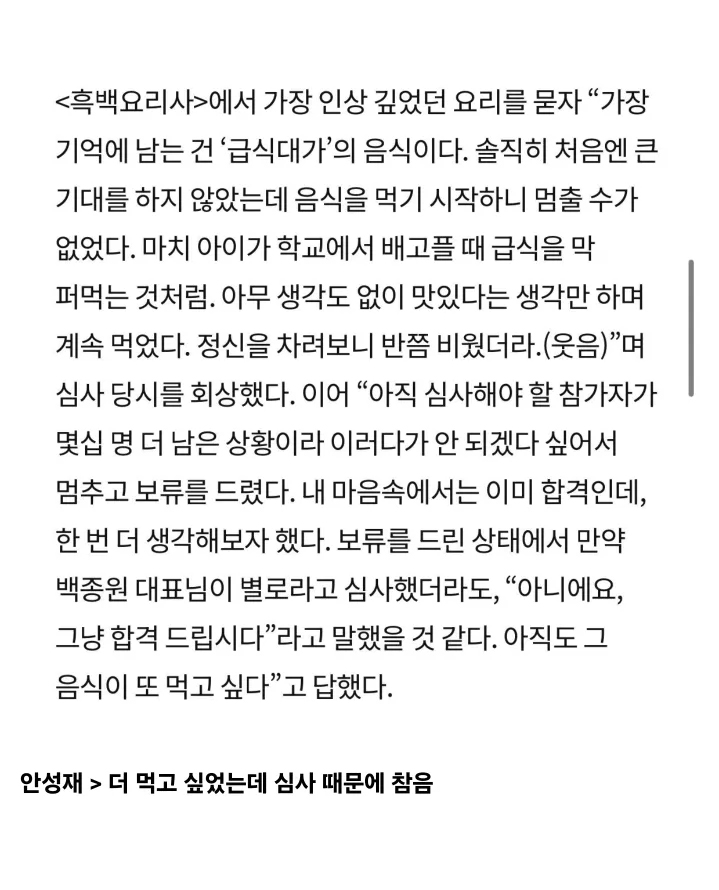 <흑백요리사>에서 가장 인상 깊었던 요리를 묻자 “가장
기억에 남는 건 ‘급식대가’의 음식이다. 솔직히 처음엔 큰
기대를 하지 않았는데 음식을 먹기 시작하니 멈출 수가
없었다. 마치 아이가 학교에서 배고플 때 급식을 막
퍼먹는 것처럼. 아무 생각도 없이 맛있다는 생각만 하며
계속 먹었다. 정신을 차려보니 반쯤 비웠더라.(웃음)”며
심사 당시를 회상했다. 이어 “아직 심사해야 할 참가자가
몇십 명 더 남은 상황이라 이러다가 안 되겠다 싶어서
멈추고 보류를 드렸다. 내 마음속에서는 이미 합격인데,
한 번 더 생각해보자 했다. 보류를 드린 상태에서 만약
백종원 대표님이 별로라고 심사했더라도, “아니에요,
그냥 합격 드립시다”라고 말했을 것 같다. 아직도 그
음식이 또 먹고 싶다”고 답했다.
안성재 > 더 먹고 싶었는데 심사 때문에 참음